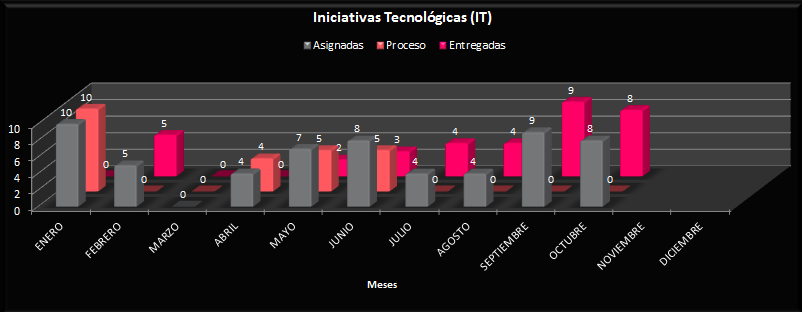 Iniciativas Tecnológicas (IT)
Asignadas Proceso Entregadas
10 10 0 5 0 4 4 0 7 5 2 8 5 3 4 4 4 4 9 9 8 8
5 0 0 0 0 0 0 0 0
10
8
6
4
2
0
ENERO
FEBRERO
MARZO
ABRIL
MAYO
JUNIO
JULIO
AGOSTO
SEPTIEMBRE
OCTUBRE
NOVIEMBRE
DICIEMBRE
Meses